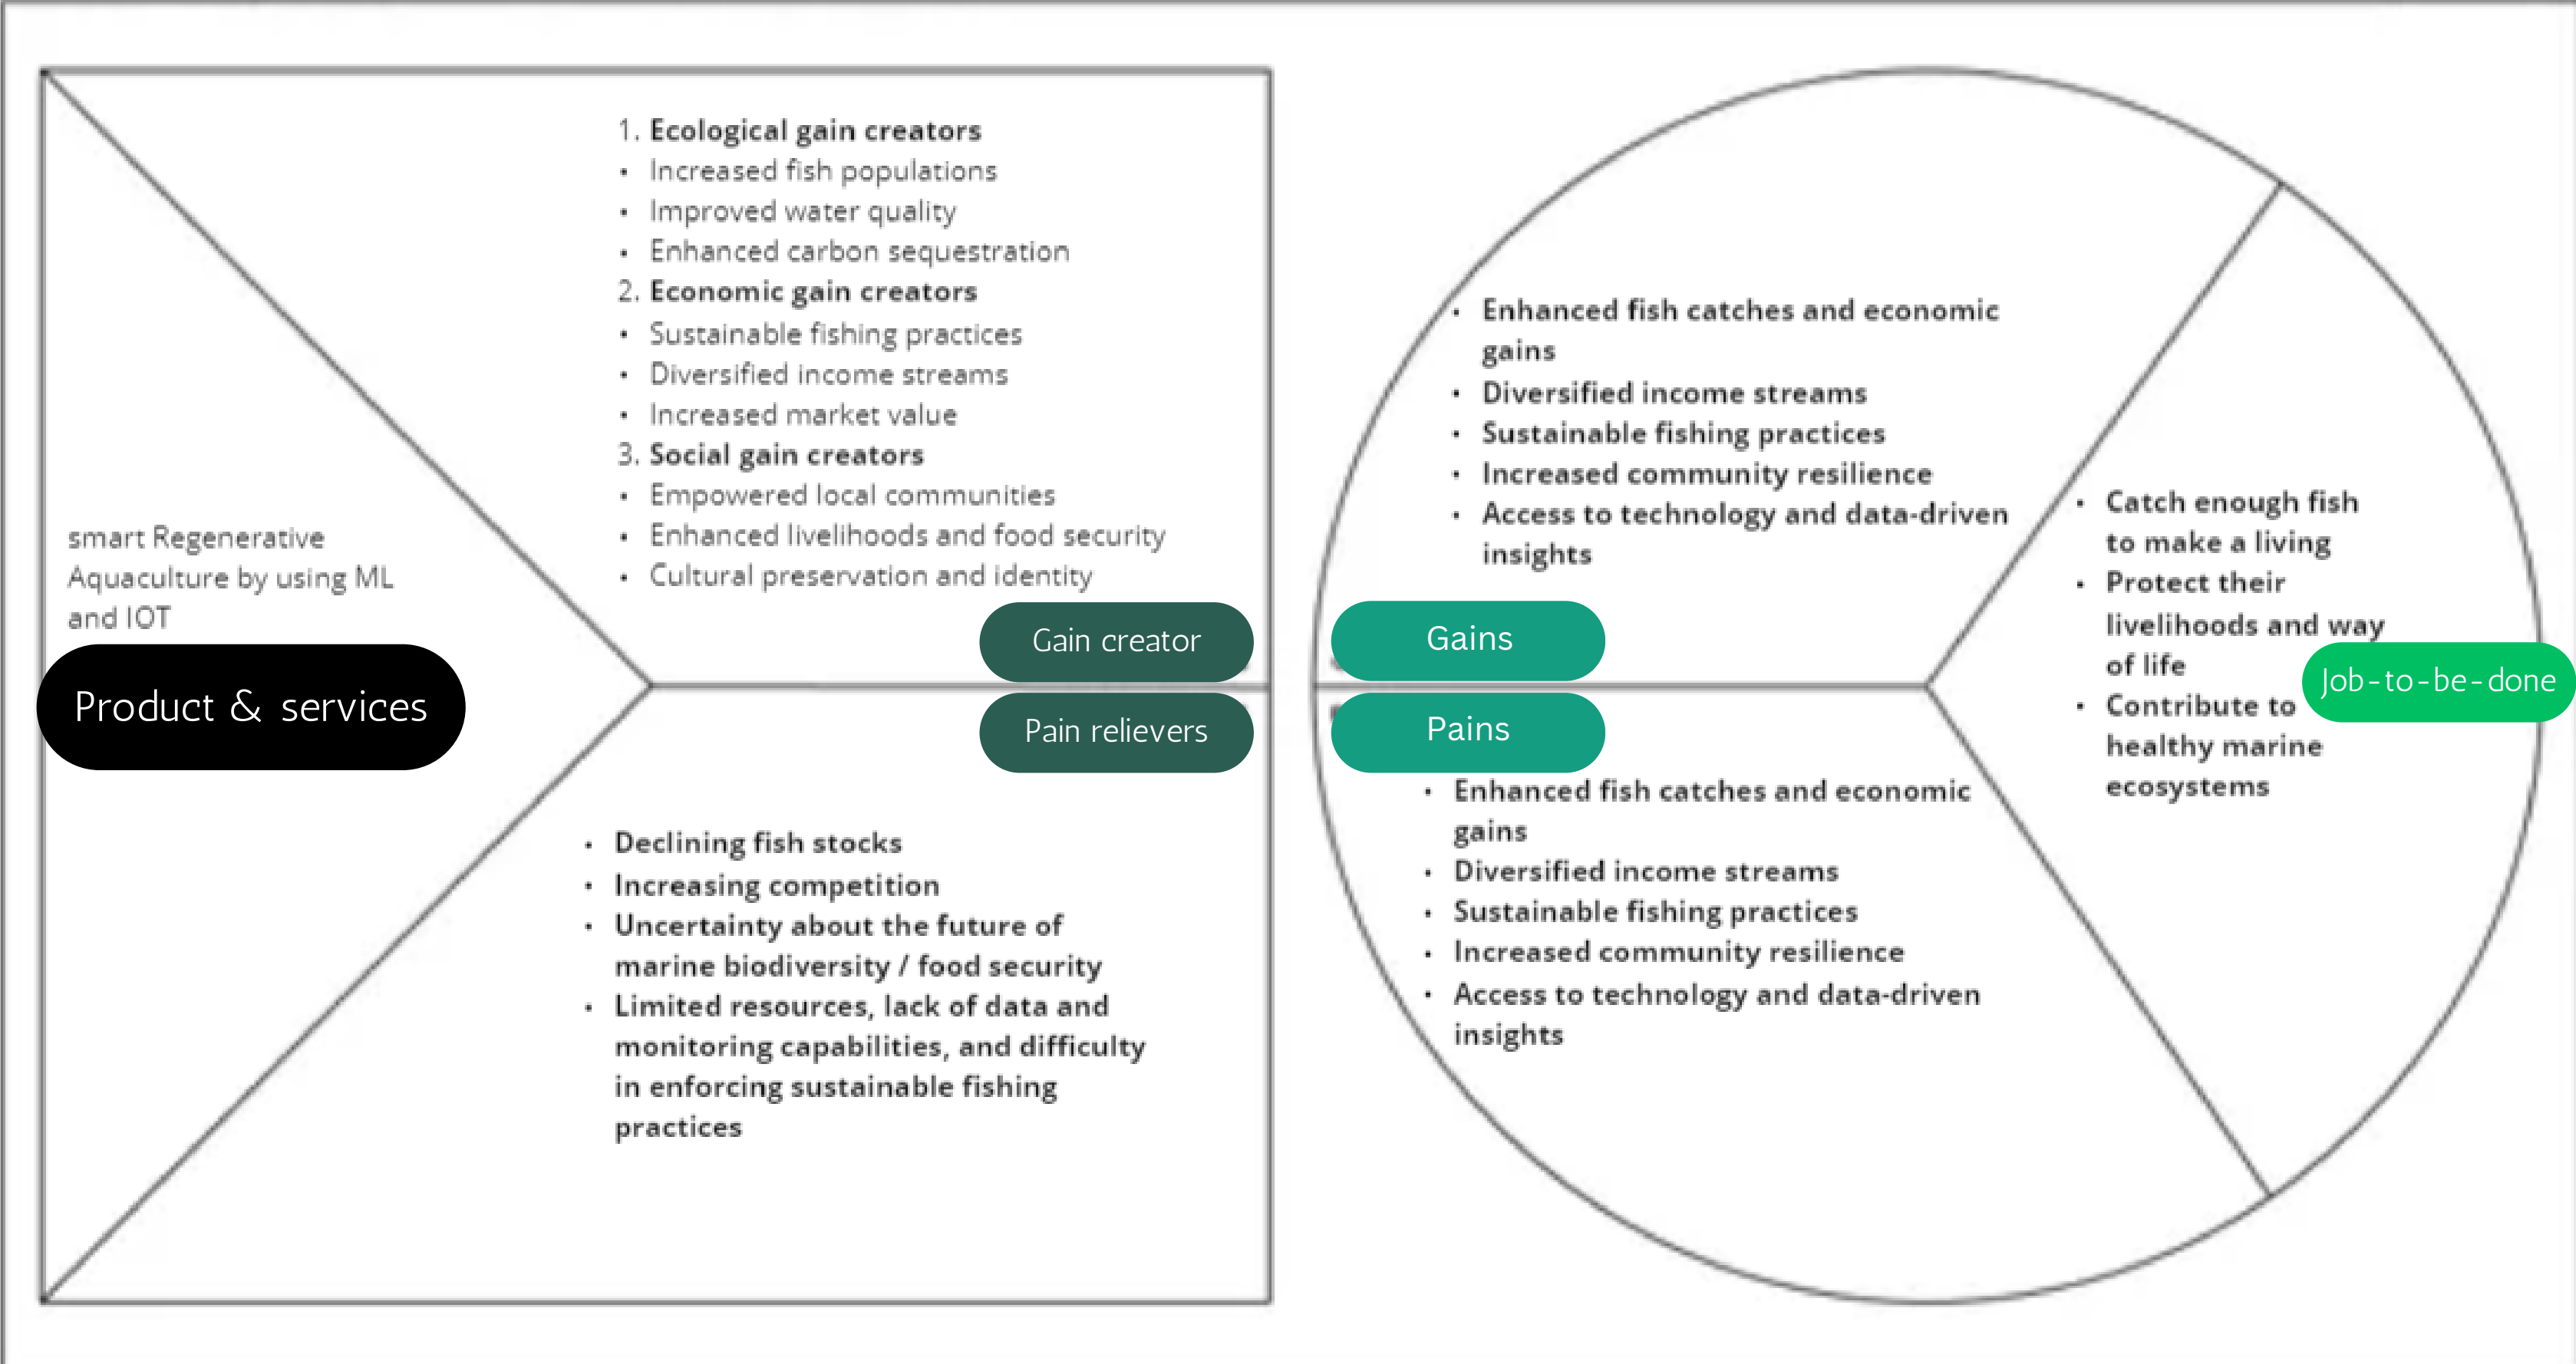 1. Ecological gain creators
• Increased fish populations
• Improved water quality
• Enhanced carbon sequestration
2. Economic gain creators
• Sustainable fishing practices
• Diversified income streams
• Increased market value
3. Social gain creators
• Empowered local communities
• Enhanced livelihoods and food security
• Cultural preservation and identity
Gain creator
smart Regenerative
Aquaculture by using ML
and IOT
Product & services
Pain relievers
• Declining fish stocks
• Increasing competition
• Uncertainty about the future of
marine biodiversity / food security
• Limited resources, lack of data and
monitoring capabilities, and difficulty
in enforcing sustainable fishing
practices
• Enhanced fish catches and economic
gains
• Diversified income streams
• Sustainable fishing practices
• Increased community resilience
• Access to technology and data-driven
insights
Gains
Pains
• Enhanced fish catches and economic
gains
• Diversified income streams
• Sustainable fishing practices
• Increased community resilience
• Access to technology and data-driven
insights
• Catch enough fish
to make a living
• Protect their
livelihoods and way
of life
• Contribute to
healthy marine
ecosystems
Job-to-be-done